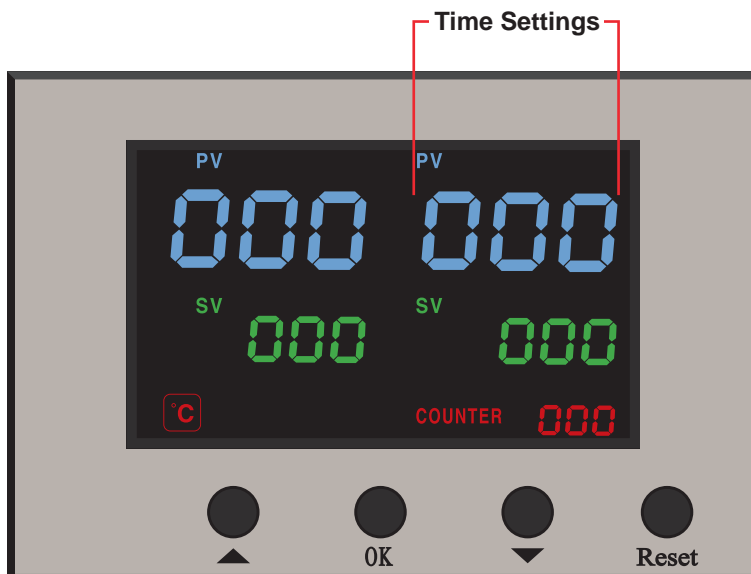 Time Settings
PV PV
000 000
SV SV
000 000
°C COUNTER 000
OK Reset